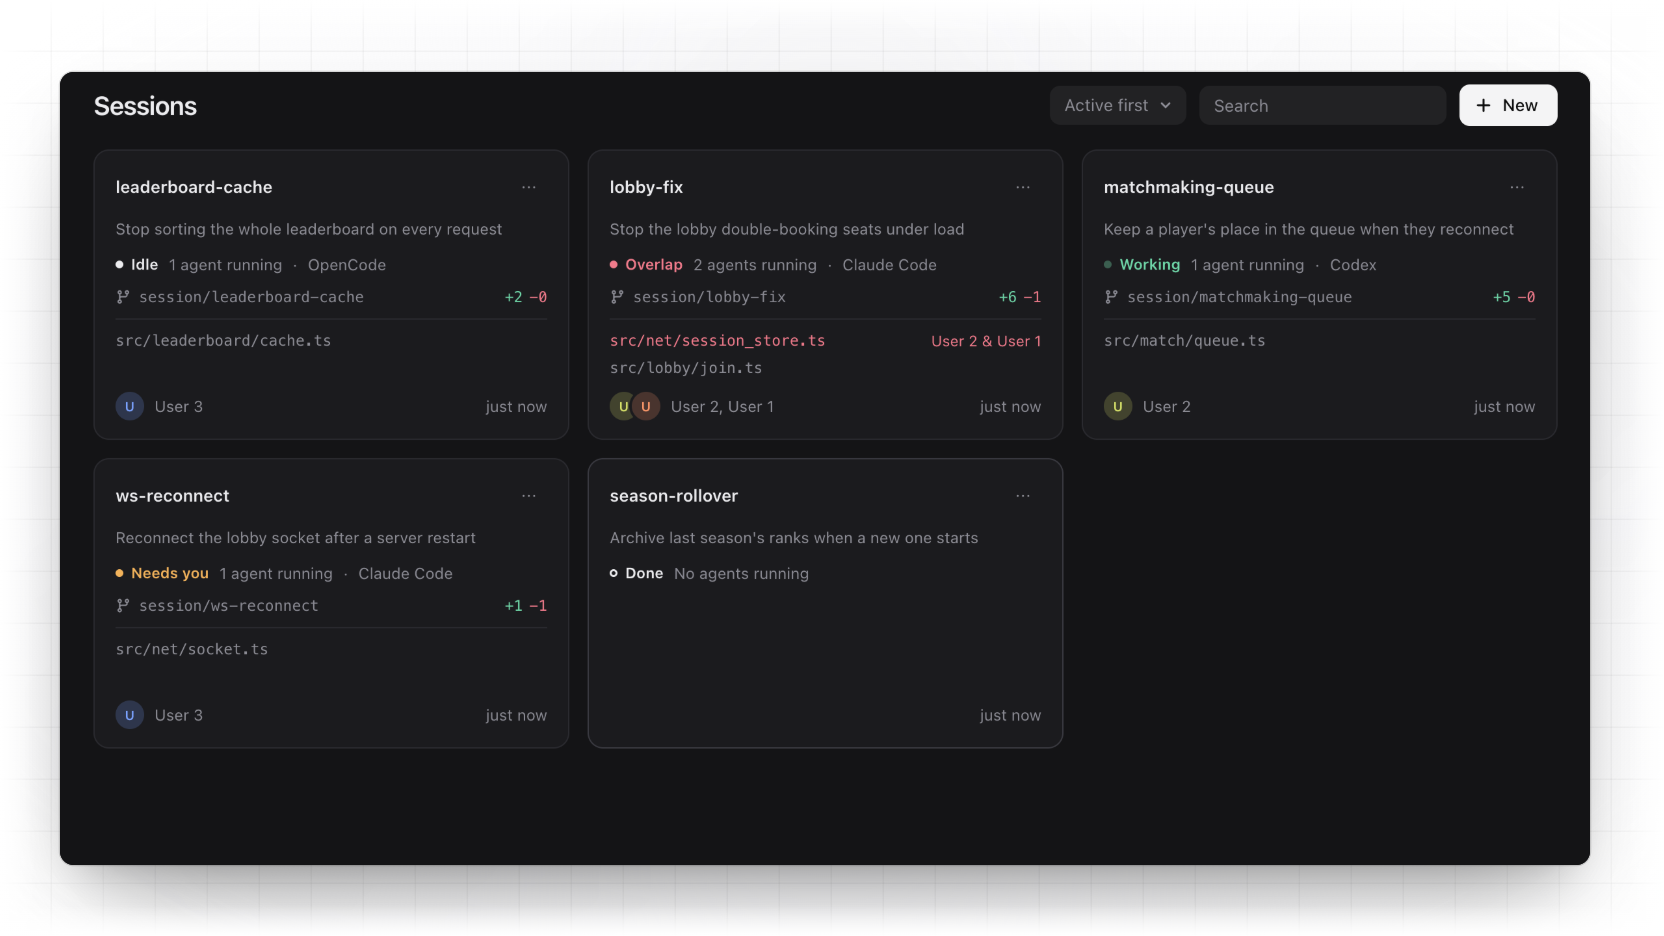 Sessions
Active first
Search
+ New
leaderboard-cache
Stop sorting the whole leaderboard on every request
Idle 1 agent running · OpenCode
session/leaderboard-cache +2 −0
src/leaderboard/cache.ts
U User 3 just now
lobby-fix
Stop the lobby double-booking seats under load
Overlap 2 agents running · Claude Code
session/lobby-fix +6 −1
src/net/session_store.ts User 2 & User 1
src/lobby/join.ts
U U User 2, User 1 just now
matchmaking-queue
Keep a player's place in the queue when they reconnect
Working 1 agent running · Codex
session/matchmaking-queue +5 −0
src/match/queue.ts
U User 2 just now
ws-reconnect
Reconnect the lobby socket after a server restart
Needs you 1 agent running · Claude Code
session/ws-reconnect +1 −1
src/net/socket.ts
U User 3 just now
season-rollover
Archive last season's ranks when a new one starts
Done No agents running
just now